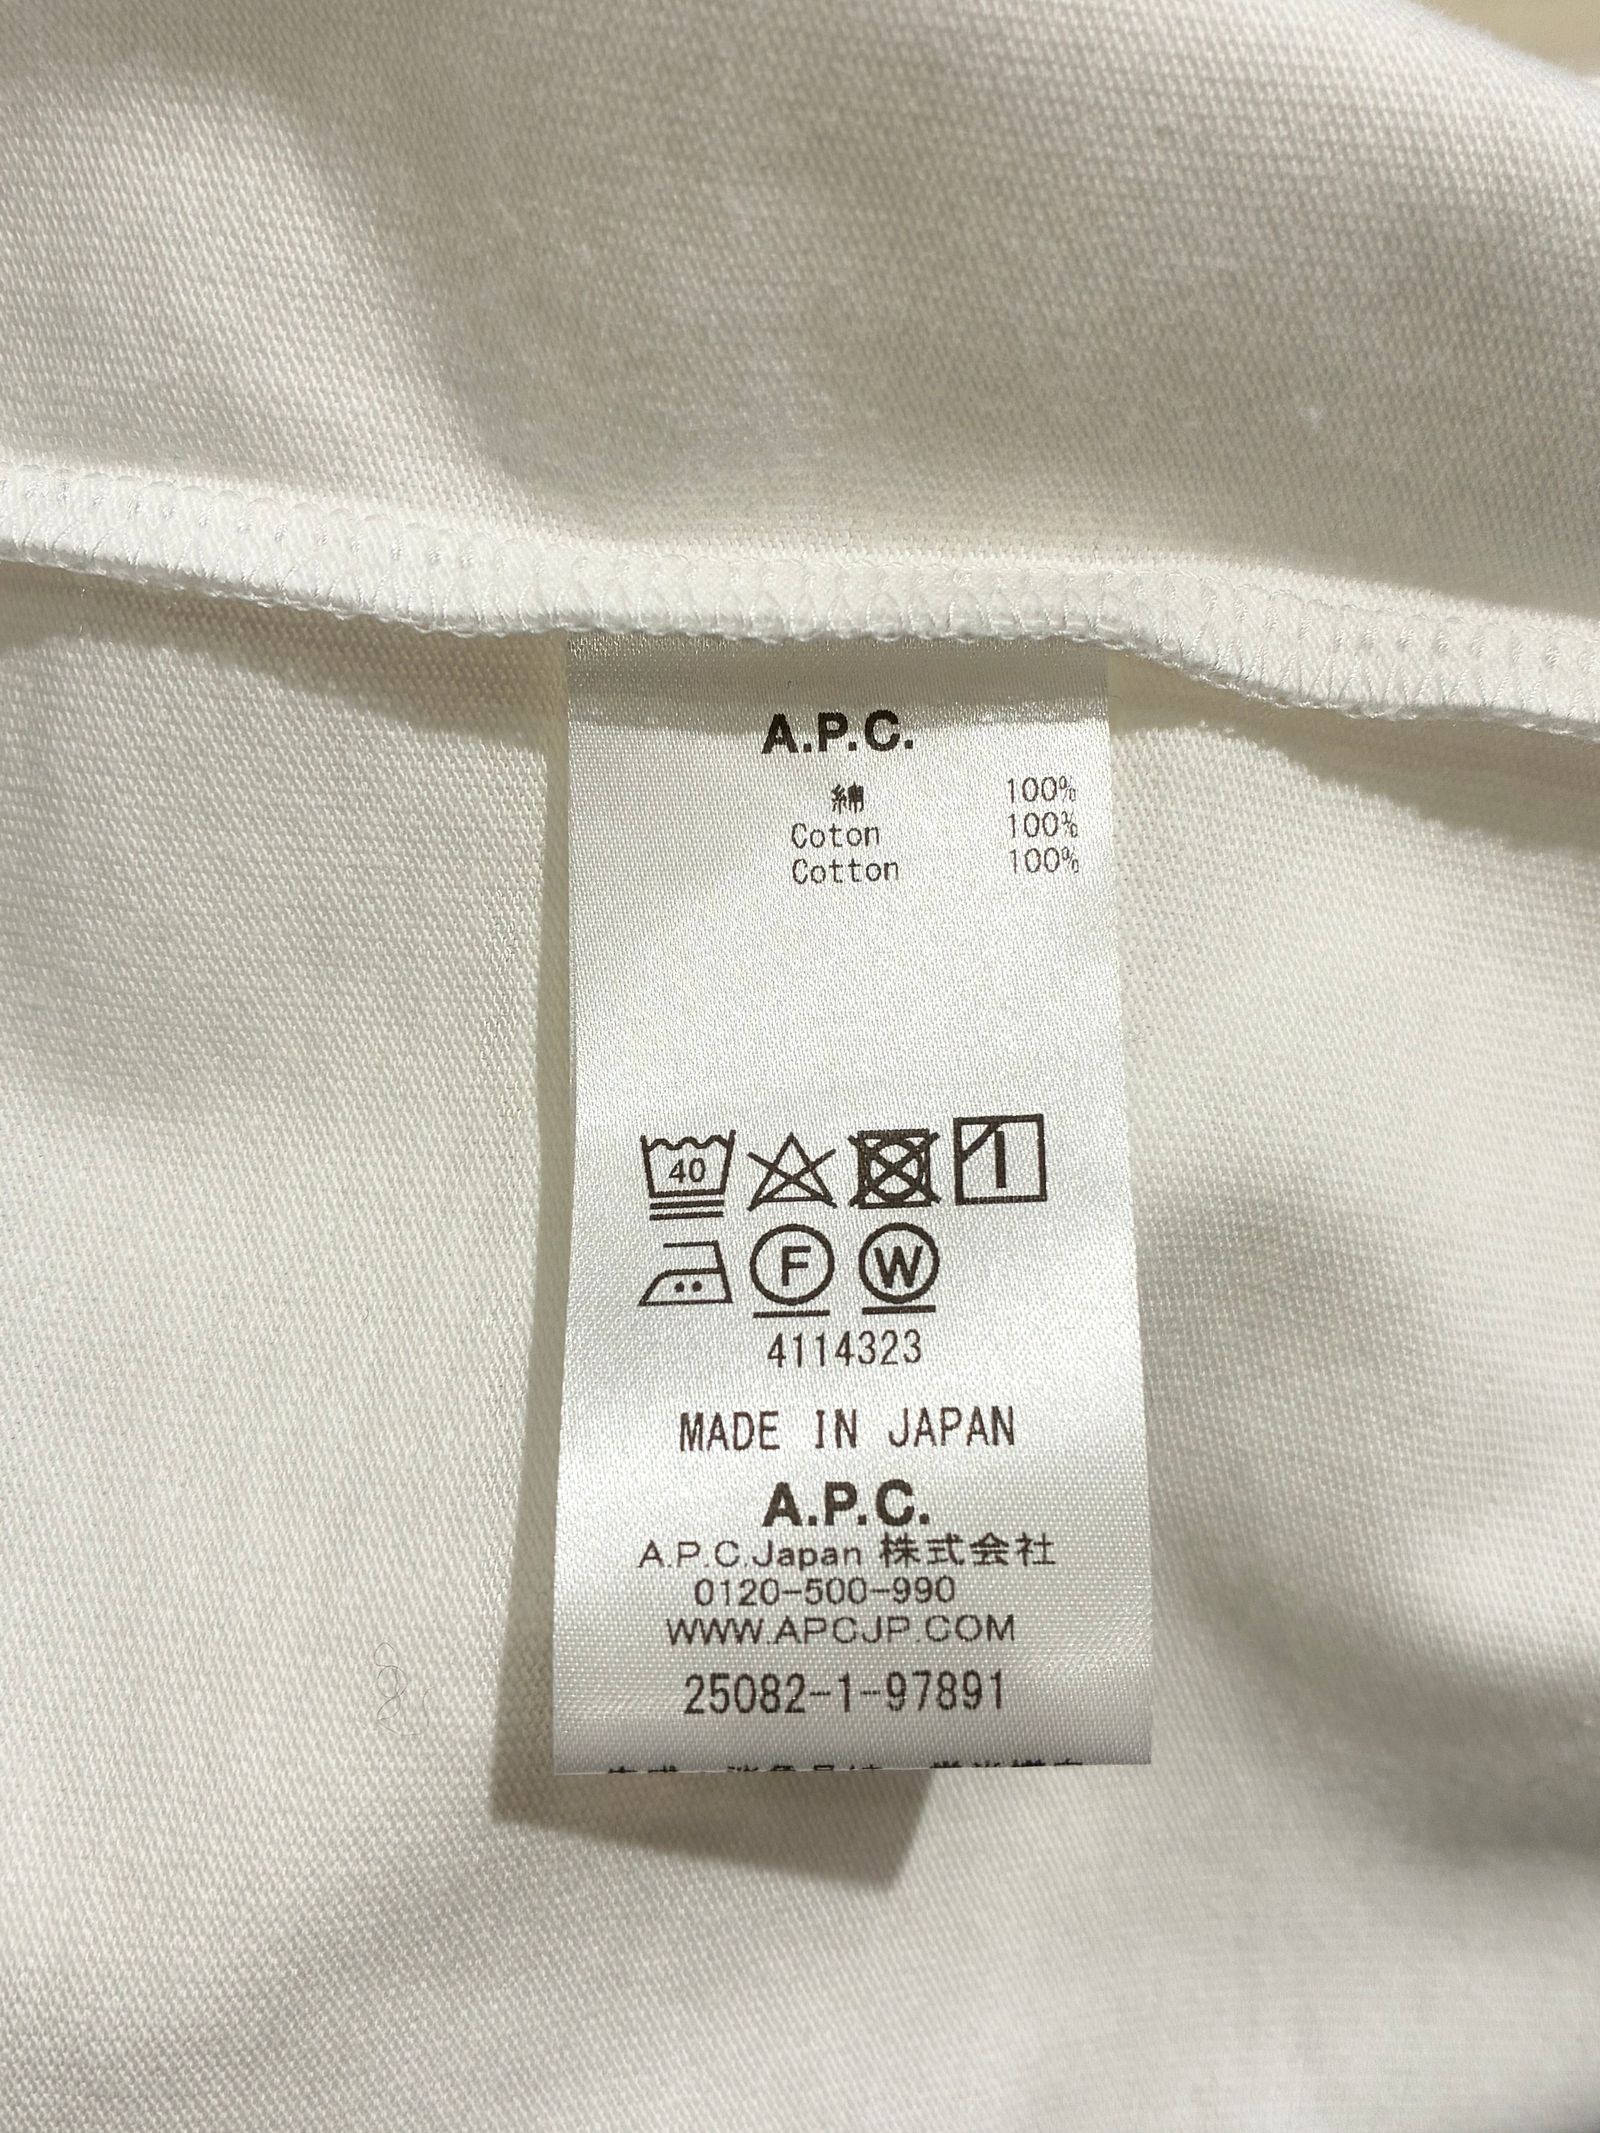 A.P.C.
綿 100%
Coton 100%
Cotton 100%
40
F W
4114323
MADE IN JAPAN
A.P.C.
A.P.C.Japan 株式会社
0120-500-990
WWW.APCJP.COM
25082-1-97891